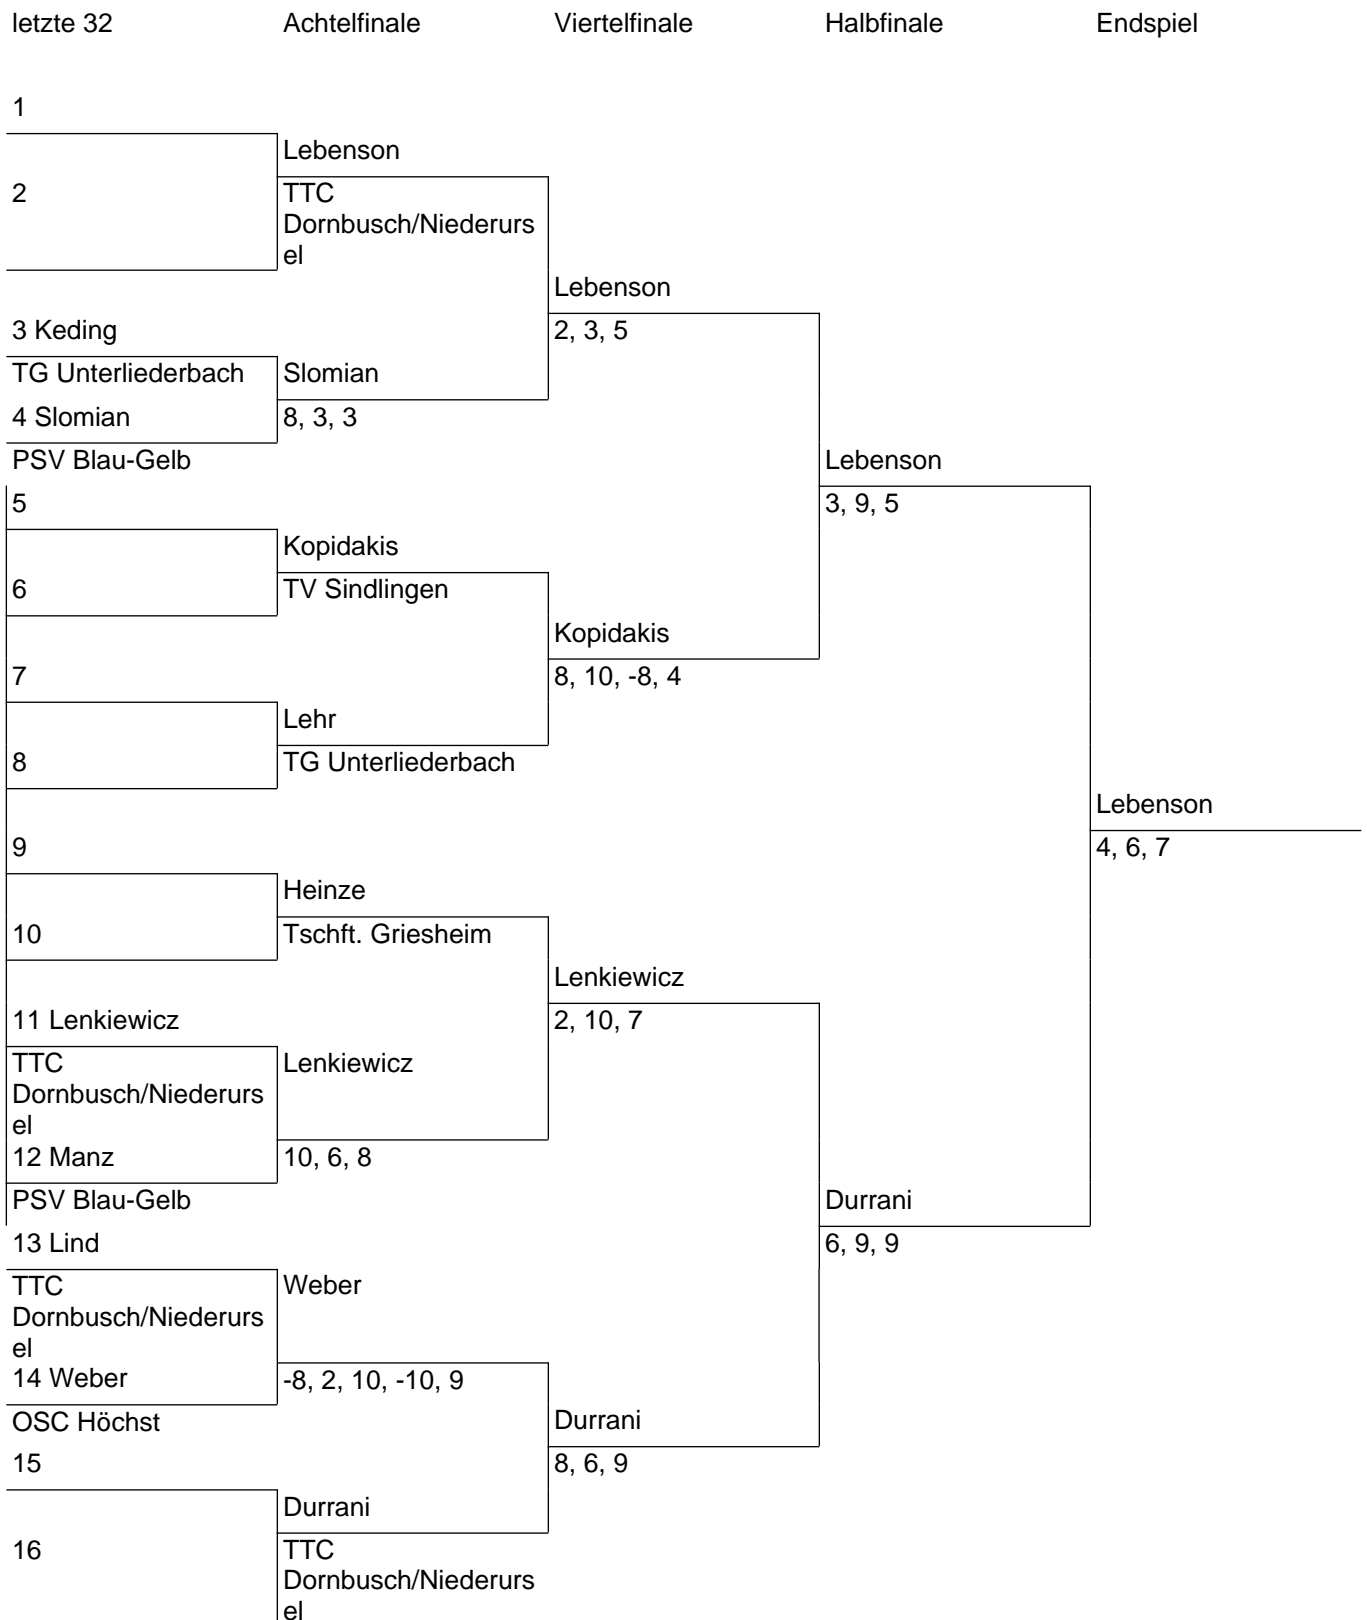 letzte 32 Achtelfinale Viertelfinale Halbfinale Endspiel
1
Lebenson
2 TTC
Dornbusch/Niederurs
el
Lebenson
3 Keding 2, 3, 5
TG Unterliederbach Slomian
4 Slomian 8, 3, 3
PSV Blau-Gelb Lebenson
5 3, 9, 5
Kopidakis
6 TV Sindlingen
Kopidakis
7 8, 10, -8, 4
Lehr
8 TG Unterliederbach
Lebenson
9 4, 6, 7
Heinze
10 Tschft. Griesheim
Lenkiewicz
11 Lenkiewicz 2, 10, 7
TTC Lenkiewicz
Dornbusch/Niederurs
el
12 Manz 10, 6, 8
PSV Blau-Gelb Durrani
13 Lind 6, 9, 9
TTC Weber
Dornbusch/Niederurs
el
14 Weber -8, 2, 10, -10, 9
OSC Höchst Durrani
15 8, 6, 9
Durrani
16 TTC
Dornbusch/Niederurs
el